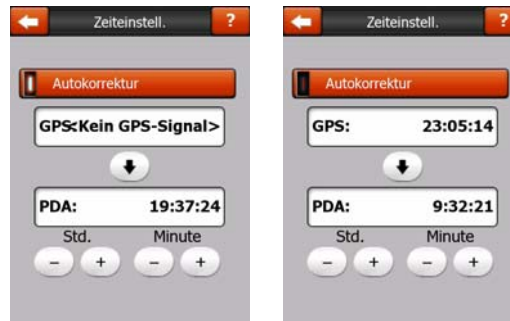 Zeiteinstell. ?
Autokorrektur
GPS<Kein GPS-Signal>
PDA: 19:37:24
Std. Minute
- + - +
Zeiteinstell. ?
Autokorrektur
GPS: 23:05:14
PDA: 9:32:21
Std. Minute
- + - +